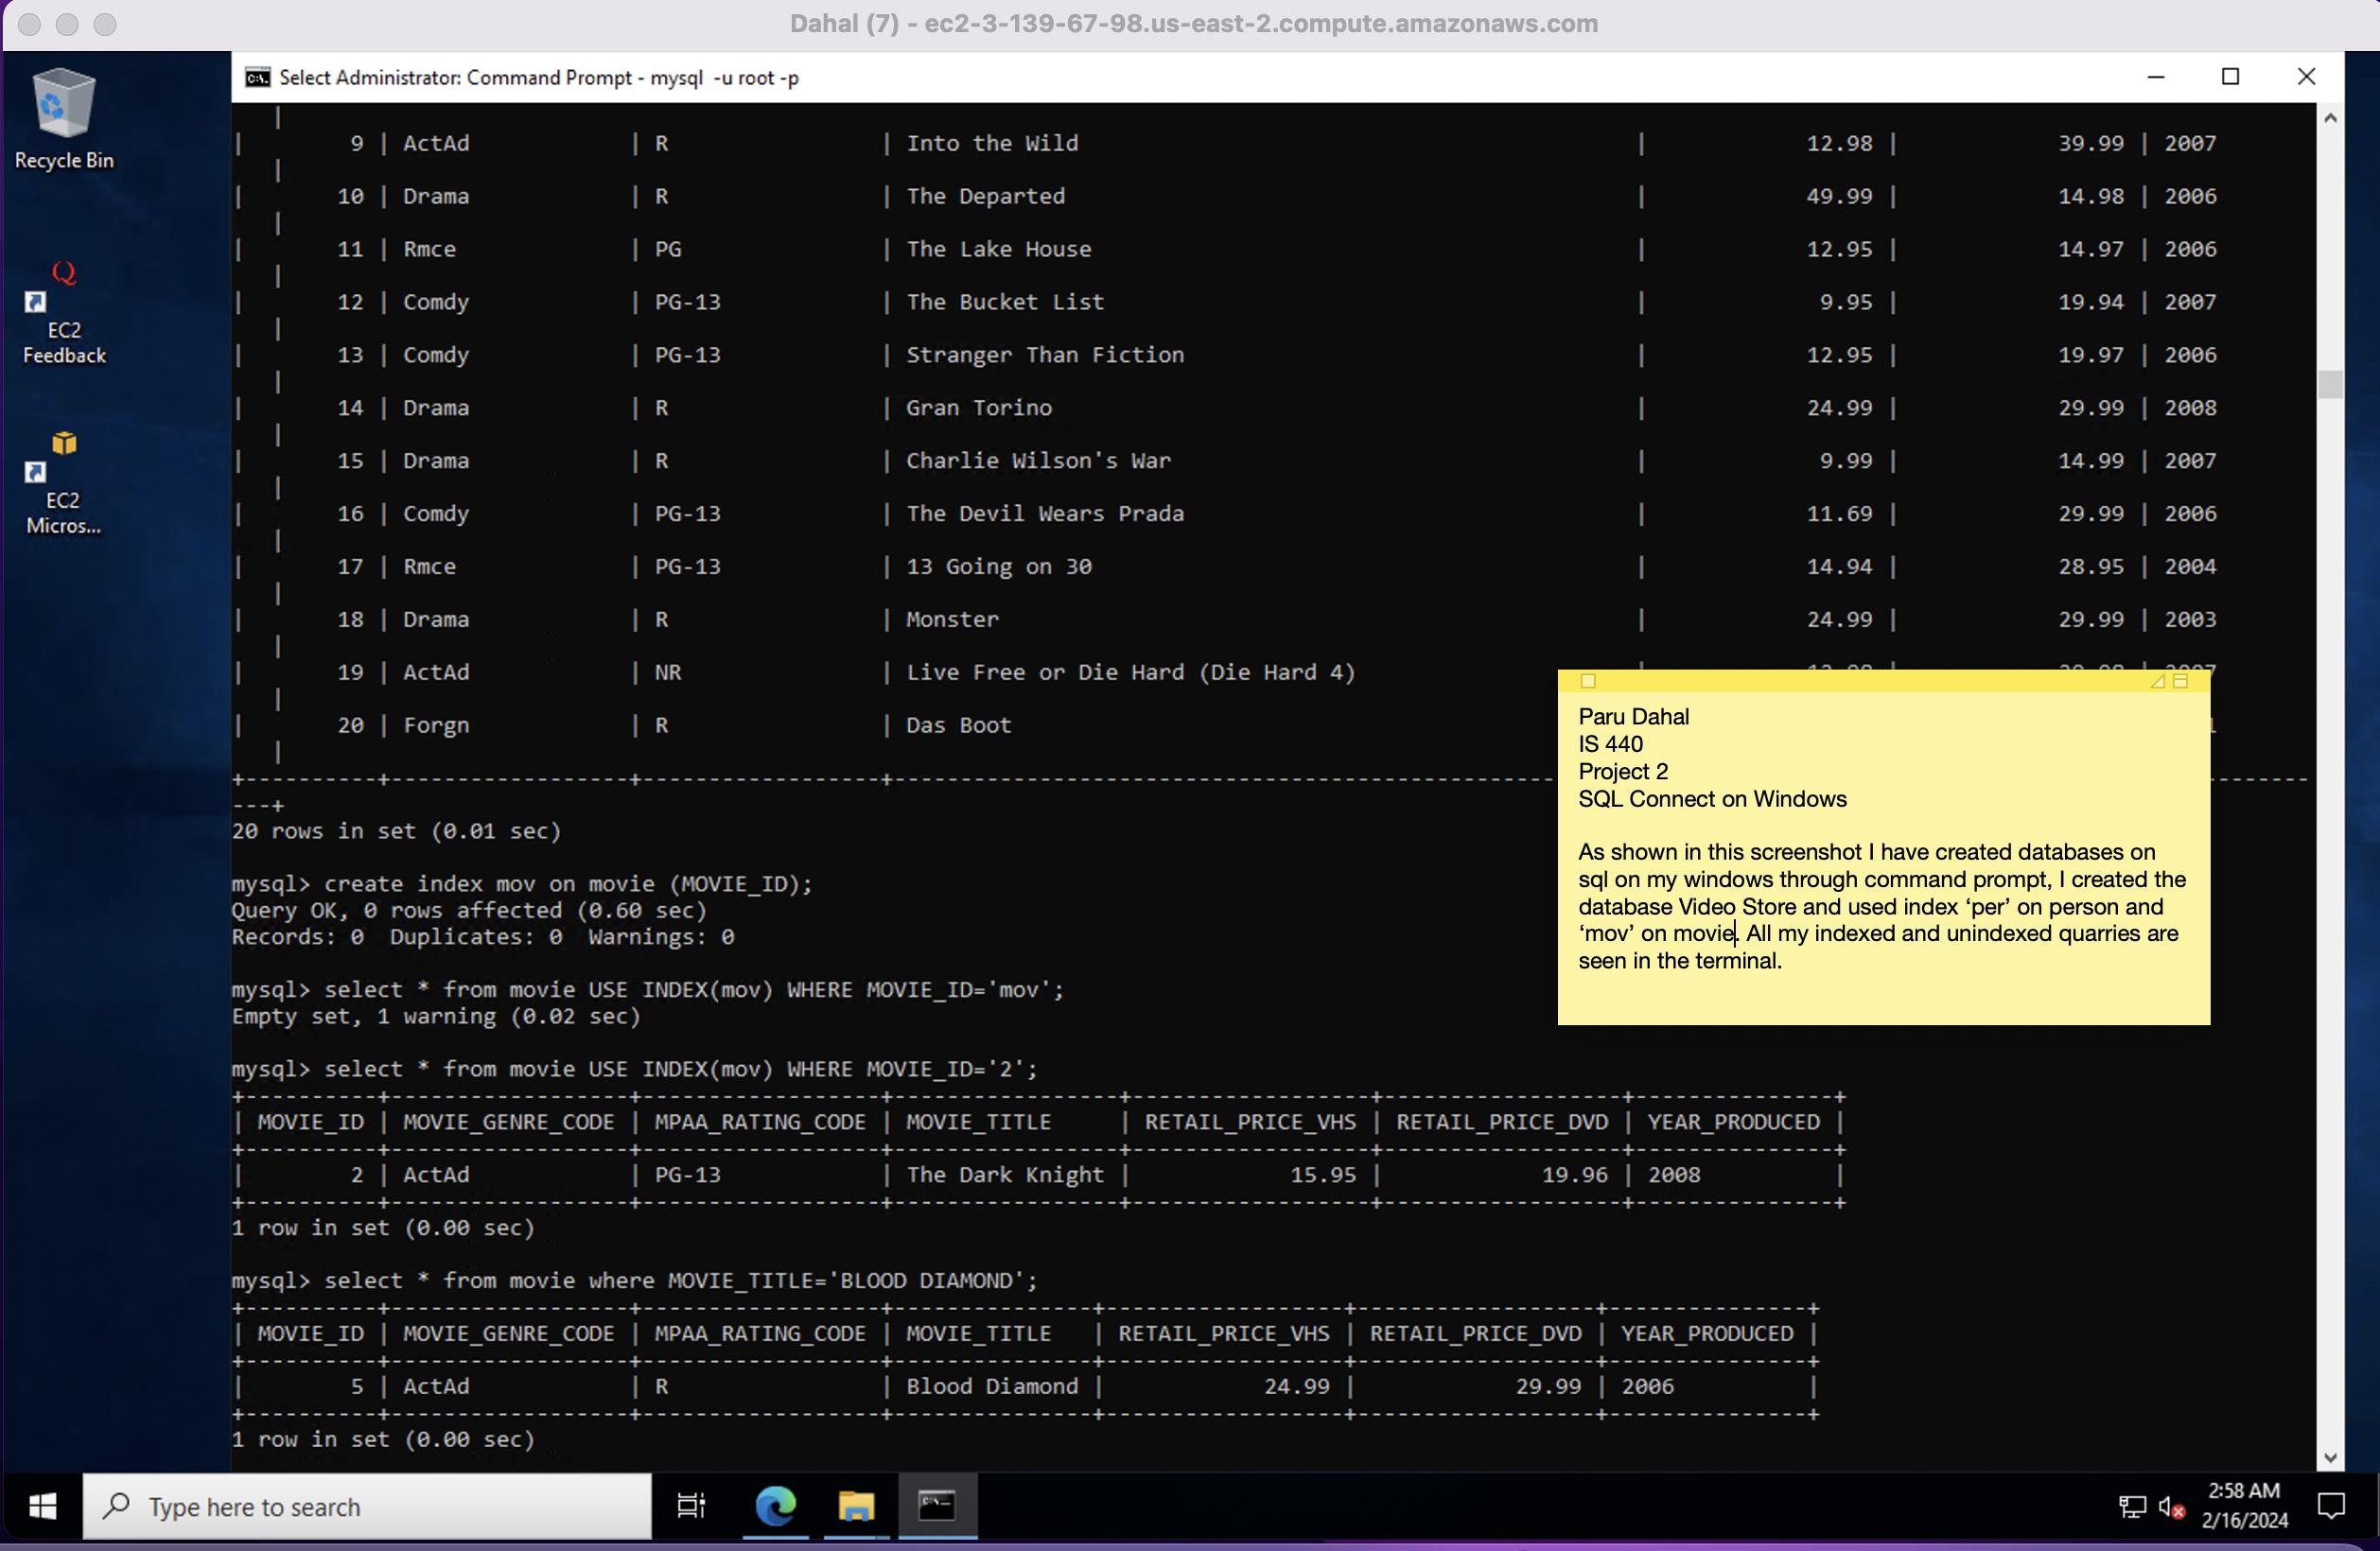 Dahal (7) - ec2-3-139-67-98.us-east-2.compute.amazonaws.com
Recycle Bin
EC2
Feedback
EC2
Micros...
Select Administrator: Command Prompt - mysql  -u root -p
|
|        9 | ActAd            | R                | Into the Wild                                          |            12.98 |            39.99 | 2007
|
|       10 | Drama            | R                | The Departed                                           |            49.99 |            14.98 | 2006
|
|       11 | Rmce             | PG               | The Lake House                                         |            12.95 |            14.97 | 2006
|
|       12 | Comdy            | PG-13            | The Bucket List                                        |             9.95 |            19.94 | 2007
|
|       13 | Comdy            | PG-13            | Stranger Than Fiction                                  |            12.95 |            19.97 | 2006
|
|       14 | Drama            | R                | Gran Torino                                            |            24.99 |            29.99 | 2008
|
|       15 | Drama            | R                | Charlie Wilson's War                                   |             9.99 |            14.99 | 2007
|
|       16 | Comdy            | PG-13            | The Devil Wears Prada                                  |            11.69 |            29.99 | 2006
|
|       17 | Rmce             | PG-13            | 13 Going on 30                                         |            14.94 |            28.95 | 2004
|
|       18 | Drama            | R                | Monster                                                |            24.99 |            29.99 | 2003
|
|       19 | ActAd            | NR               | Live Free or Die Hard (Die Hard 4)
|
|       20 | Forgn            | R                | Das Boot
|
+----------+------------------+------------------+--------------------------------------------------
---+
20 rows in set (0.01 sec)
mysql> create index mov on movie (MOVIE_ID);
Query OK, 0 rows affected (0.60 sec)
Records: 0  Duplicates: 0  Warnings: 0
mysql> select * from movie USE INDEX(mov) WHERE MOVIE_ID='mov';
Empty set, 1 warning (0.02 sec)
mysql> select * from movie USE INDEX(mov) WHERE MOVIE_ID='2';
+----------+------------------+------------------+-----------------+------------------+------------------+---------------+
| MOVIE_ID | MOVIE_GENRE_CODE | MPAA_RATING_CODE | MOVIE_TITLE     | RETAIL_PRICE_VHS | RETAIL_PRICE_DVD | YEAR_PRODUCED |
+----------+------------------+------------------+-----------------+------------------+------------------+---------------+
|        2 | ActAd            | PG-13            | The Dark Knight |            15.95 |            19.96 | 2008          |
+----------+------------------+------------------+-----------------+------------------+------------------+---------------+
1 row in set (0.00 sec)
mysql> select * from movie where MOVIE_TITLE='BLOOD DIAMOND';
+----------+------------------+------------------+---------------+------------------+------------------+---------------+
| MOVIE_ID | MOVIE_GENRE_CODE | MPAA_RATING_CODE | MOVIE_TITLE   | RETAIL_PRICE_VHS | RETAIL_PRICE_DVD | YEAR_PRODUCED |
+----------+------------------+------------------+---------------+------------------+------------------+---------------+
|        5 | ActAd            | R                | Blood Diamond |            24.99 |            29.99 | 2006          |
+----------+------------------+------------------+---------------+------------------+------------------+---------------+
1 row in set (0.00 sec)
Paru Dahal
IS 440
Project 2
SQL Connect on Windows
As shown in this screenshot I have created databases on
sql on my windows through command prompt, I created the
database Video Store and used index ‘per’ on person and
‘mov’ on movie. All my indexed and unindexed quarries are
seen in the terminal.
Type here to search
2:58 AM
2/16/2024